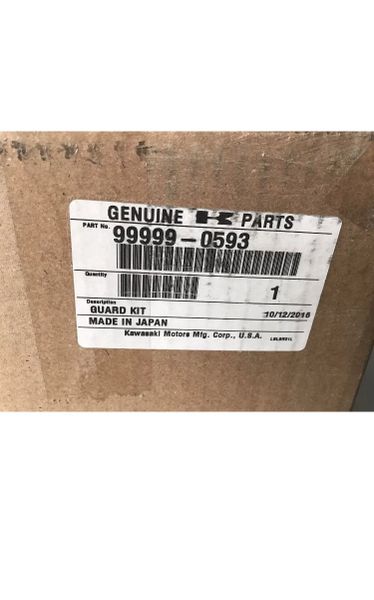 GENUINE K PARTS
PART No. 99999-0593
Quantity 1
Description
GUARD KIT 10/12/2016
MADE IN JAPAN
Kawasaki Motors Mfg. Corp., U.S.A.